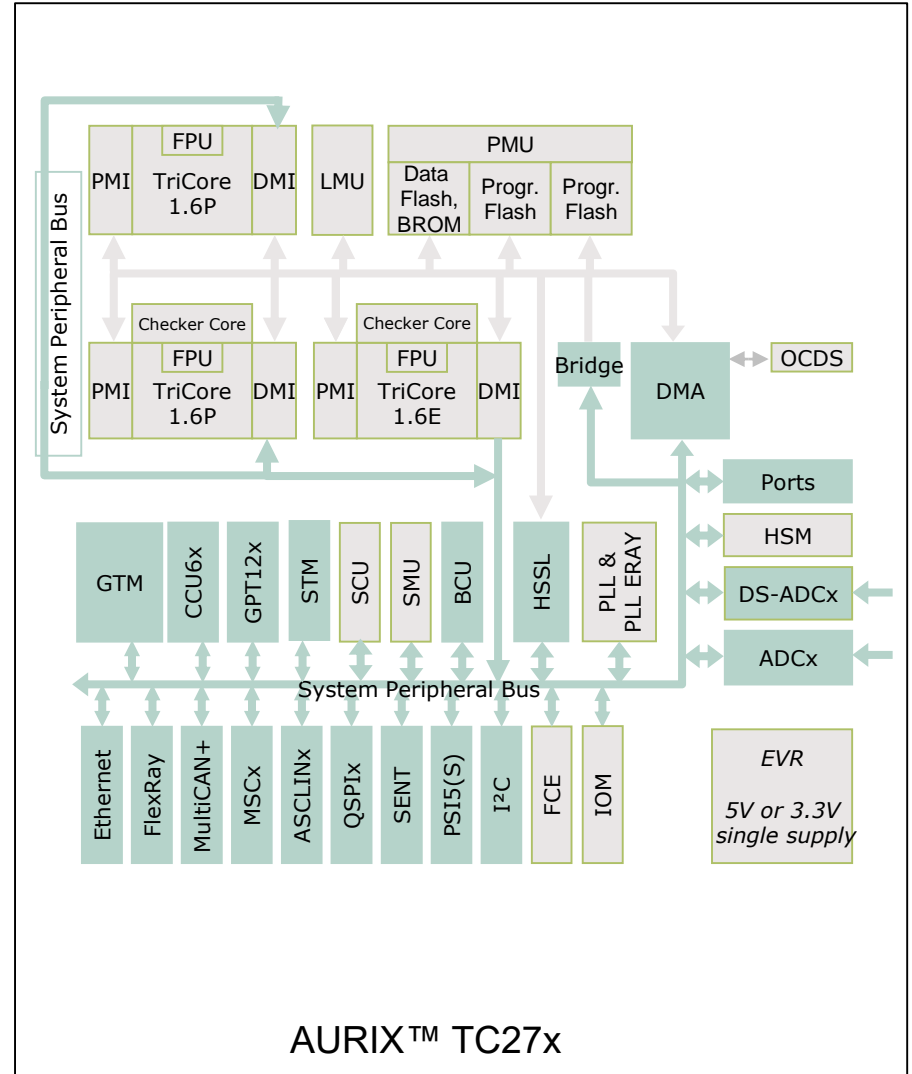 System Peripheral Bus
PMI
FPU
TriCore
1.6P
DMI
LMU
PMU
Data
Flash,
BROM
Progr.
Flash
Progr.
Flash
Checker Core
PMI
FPU
TriCore
1.6P
DMI
Checker Core
PMI
FPU
TriCore
1.6E
DMI
Bridge
DMA
OCDS
Ports
HSM
DS-ADCx
ADCx
GTM
CCU6x
GPT12x
STM
SCU
SMU
BCU
HSSL
PLL &
PLL ERAY
System Peripheral Bus
Ethernet
FlexRay
MultiCAN+
MSCx
ASCLINx
QSPIx
SENT
PSI5(S)
I²C
FCE
IOM
EVR
5V or 3.3V
single supply
AURIX™ TC27x